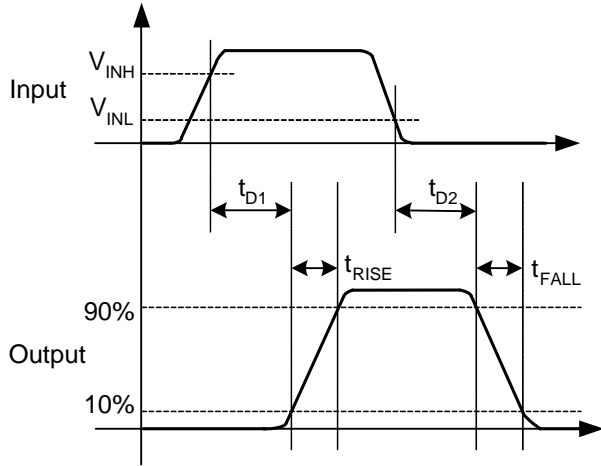 V_INH
Input
V_INL
t_D1
t_D2
t_RISE
t_FALL
90%
Output
10%